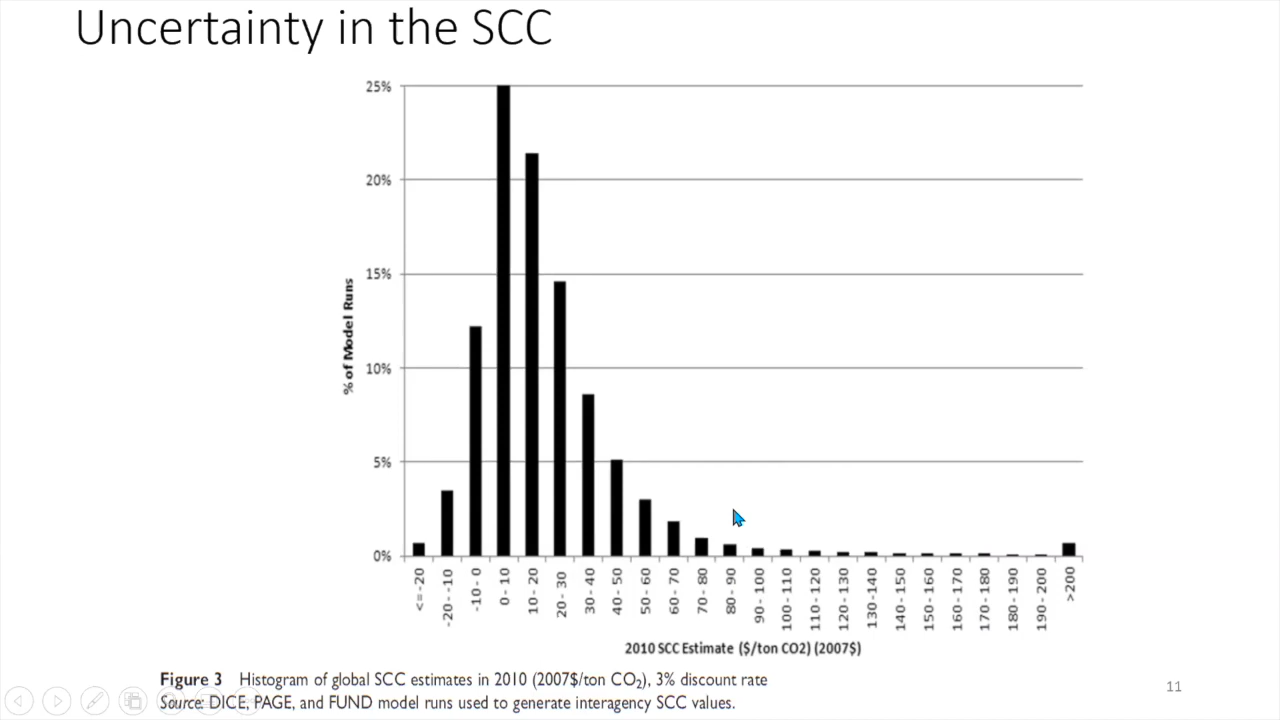 Uncertainty in the SCC
25%
20%
15%
10%
5%
0%
% of Model Runs
<=-20
-20 - -10
-10 - 0
0 - 10
10 - 20
20 - 30
30 - 40
40 - 50
50 - 60
60 - 70
70 - 80
80 - 90
90 - 100
100 - 110
110 - 120
120 - 130
130 -140
140 - 150
150 - 160
160 - 170
170 - 180
180 - 190
190 - 200
>200
2010 SCC Estimate ($/ton CO2) (2007$)
Figure 3 Histogram of global SCC estimates in 2010 (2007$/ton CO₂), 3% discount rate
Source: DICE, PAGE, and FUND model runs used to generate interagency SCC values.
11